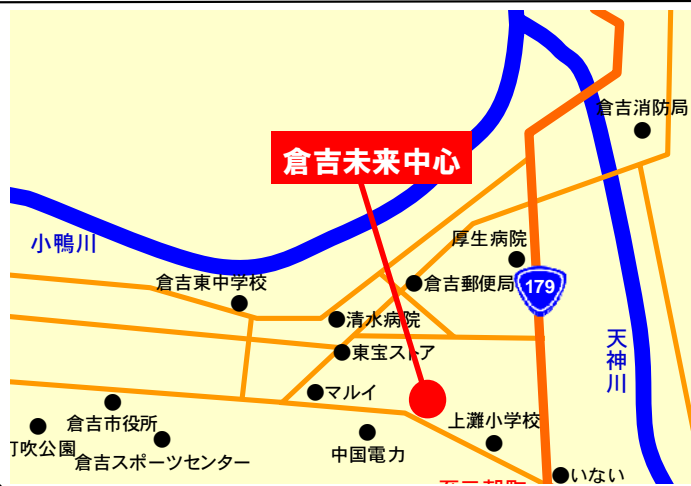 倉吉消防局
倉吉未来中心
小鴨川
厚生病院
倉吉東中学校
倉吉郵便局
179
清水病院
天神川
東宝ストア
マルイ
倉吉市役所
上灘小学校
町吹公園
中国電力
倉吉スポーツセンター
いない